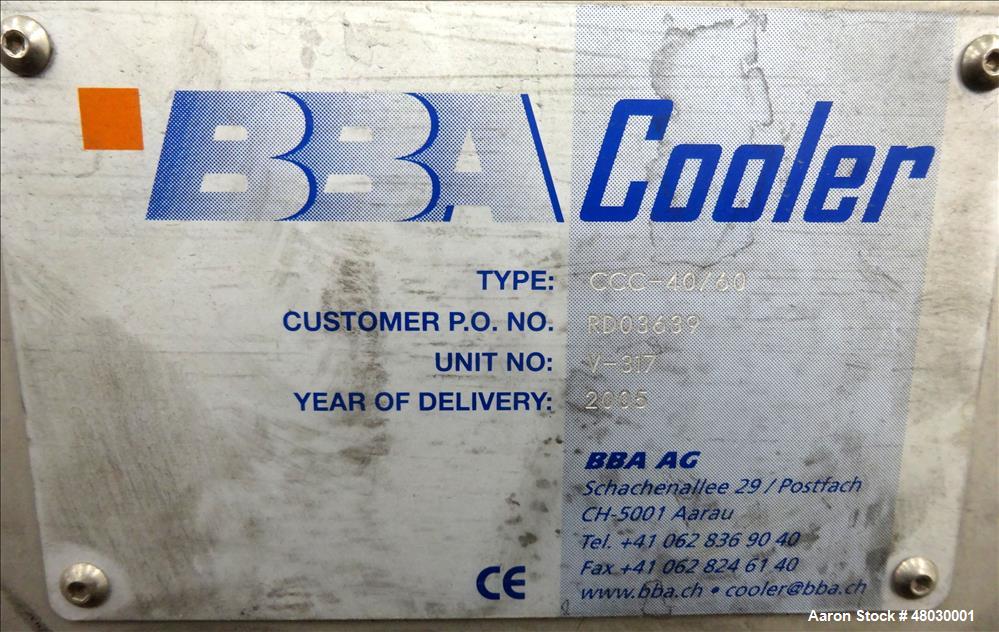 BBA Cooler
TYPE: CCC-40/60
CUSTOMER P.O. NO. RD03639
UNIT NO: V-317
YEAR OF DELIVERY: 2005
BBA AG
Schachenallee 29 / Postfach
CH-5001 Aarau
Tel. +41 062 836 90 40
Fax +41 062 824 61 40
CE www.bba.ch • cooler@bba.ch
Aaron Stock # 48030001